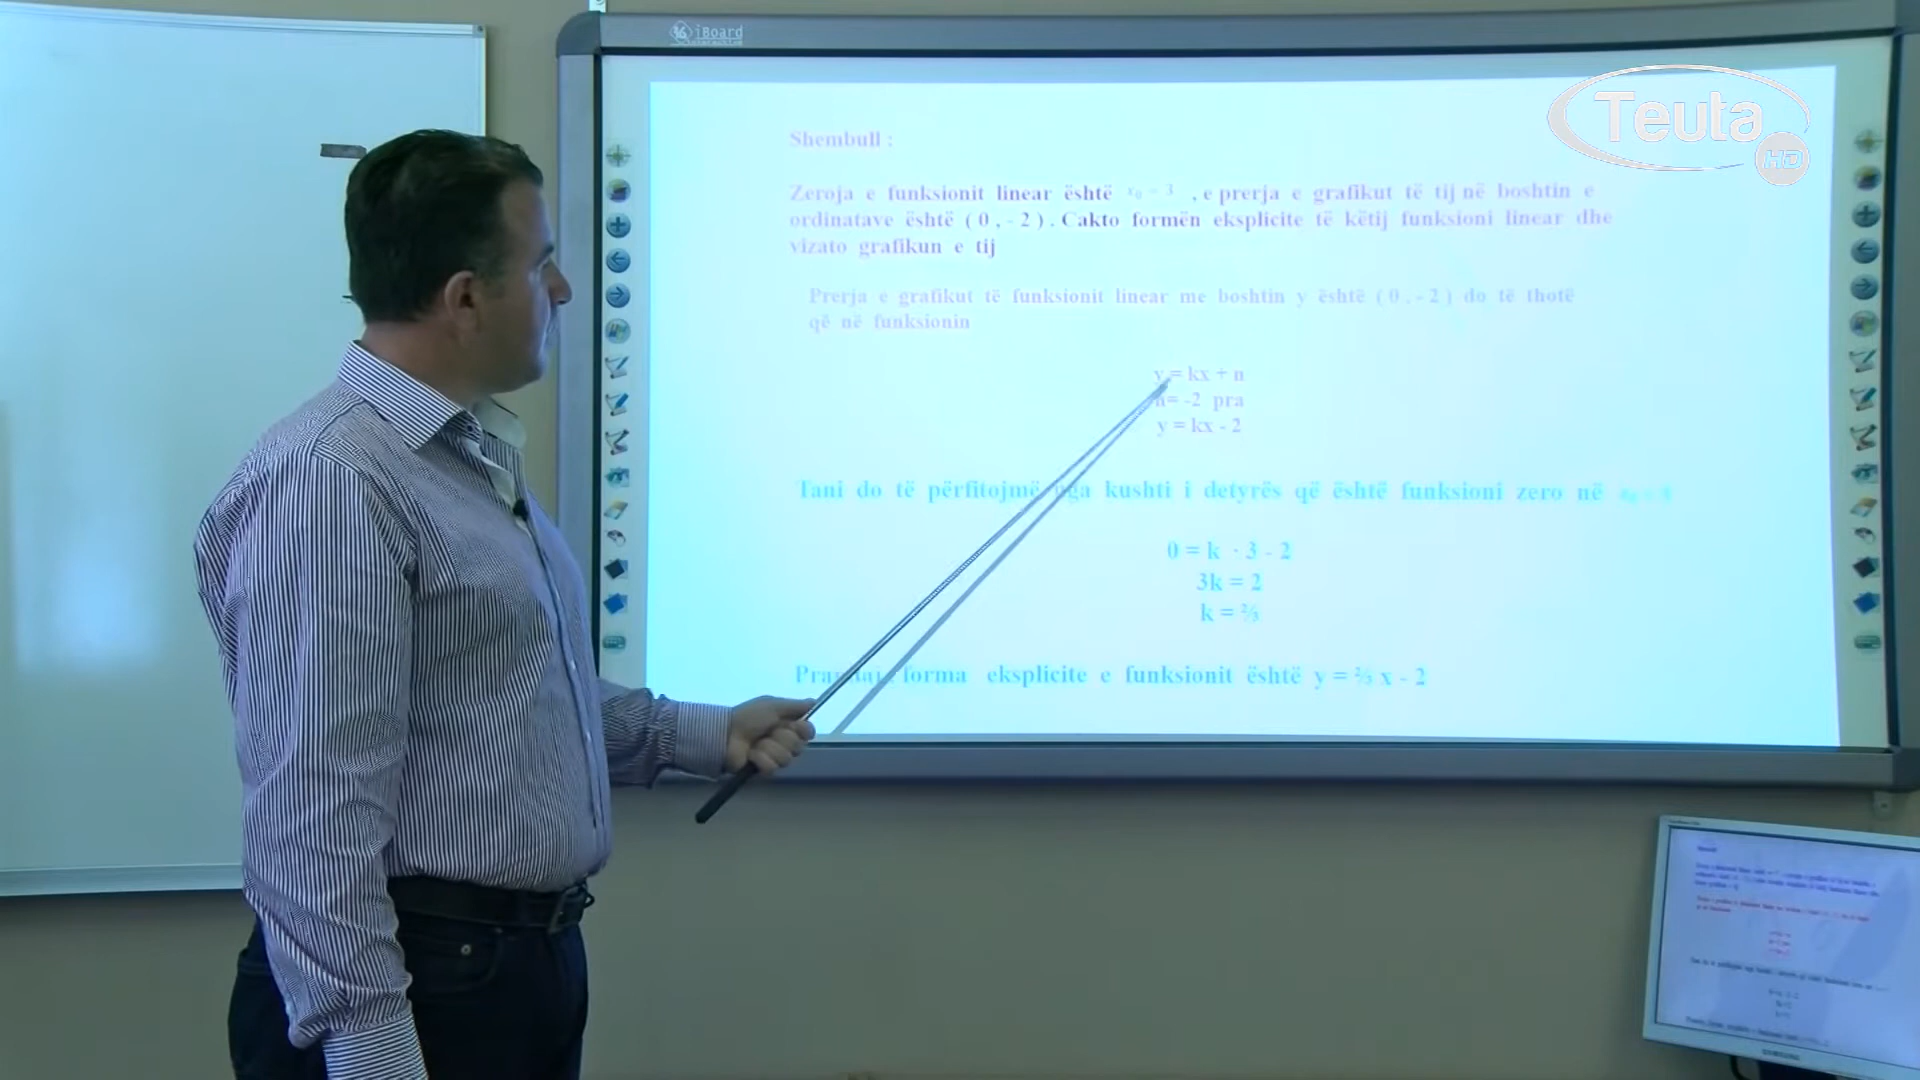 iBoard
Teuta
HD
Shembull :
Zeroja e funksionit linear është x₀ = 3 , e prerja e grafikut të tij në boshtin e
ordinatave është ( 0 , - 2 ) . Cakto formën eksplicite të këtij funksioni linear dhe
vizato grafikun e tij
Prerja e grafikut të funksionit linear me boshtin y është ( 0 , - 2 ) do të thotë
që në funksionin
y = kx + n
n= -2 pra
y = kx - 2
Tani do të përfitojmë nga kushti i detyrës që është funksioni zero në
0 = k · 3 - 2
3k = 2
k = ⅔
forma eksplicite e funksionit është y = ⅔ x - 2
SAMSUNG